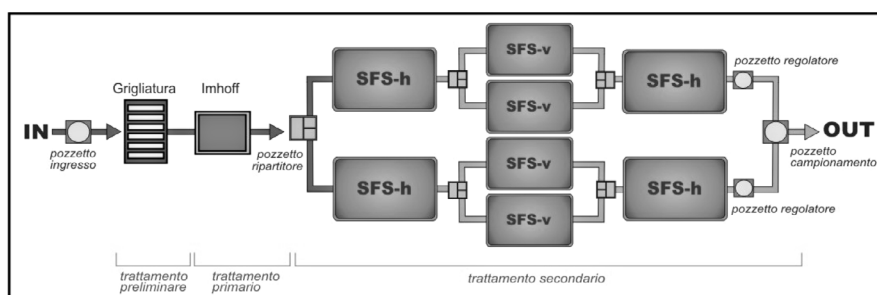 Grigliatura
Imhoff
IN
pozzetto
ingresso
pozzetto
ripartitore
SFS-h
SFS-v
SFS-v
SFS-h
pozzetto regolatore
SFS-h
SFS-v
SFS-v
SFS-h
pozzetto regolatore
OUT
pozzetto
campionamento
trattamento
preliminare
trattamento
primario
trattamento secondario